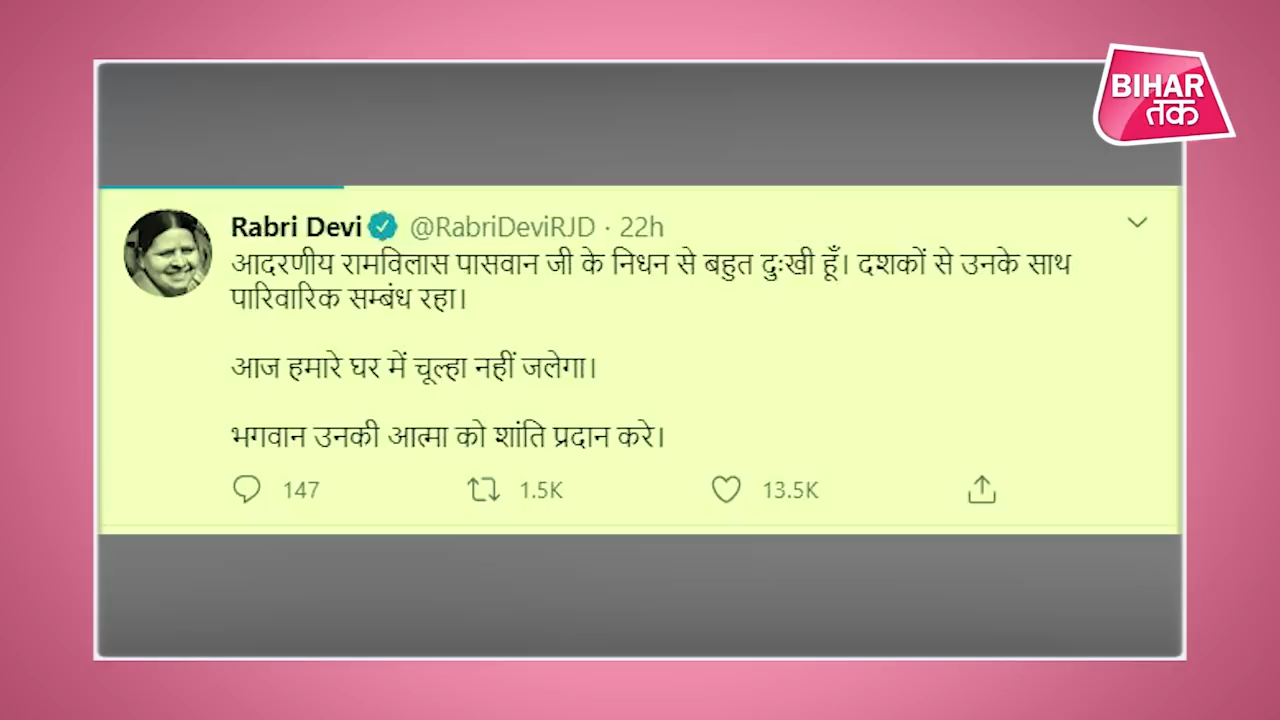 BIHAR
तक
Rabri Devi @RabriDeviRJD · 22h
आदरणीय रामविलास पासवान जी के निधन से बहुत दुःखी हूँ। दशकों से उनके साथ
पारिवारिक सम्बंध रहा।
आज हमारे घर में चूल्हा नहीं जलेगा।
भगवान उनकी आत्मा को शांति प्रदान करे।
147 1.5K 13.5K